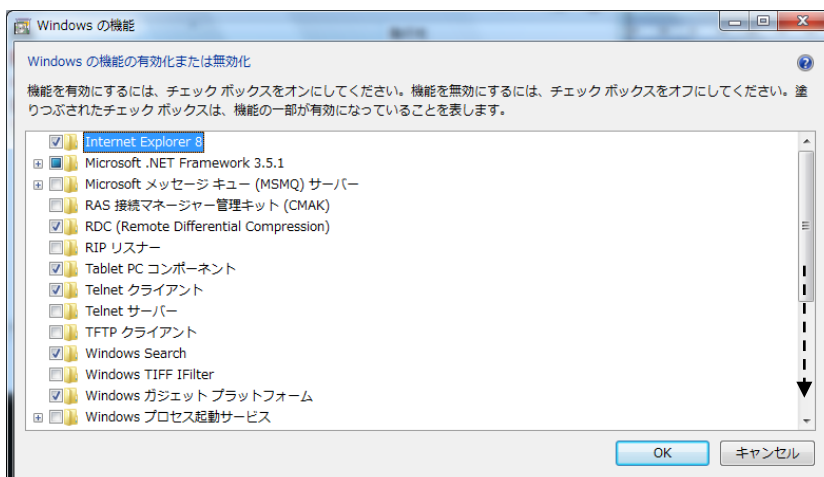 Windows の機能
Windows の機能の有効化または無効化
機能を有効にするには、チェック ボックスをオンにしてください。機能を無効にするには、チェック ボックスをオフにしてください。塗
りつぶされたチェック ボックスは、機能の一部が有効になっていることを表します。
Internet Explorer 8
Microsoft .NET Framework 3.5.1
Microsoft メッセージ キュー (MSMQ) サーバー
RAS 接続マネージャー管理キット (CMAK)
RDC (Remote Differential Compression)
RIP リスナー
Tablet PC コンポーネント
Telnet クライアント
Telnet サーバー
TFTP クライアント
Windows Search
Windows TIFF IFilter
Windows ガジェット プラットフォーム
Windows プロセス起動サービス
OK キャンセル